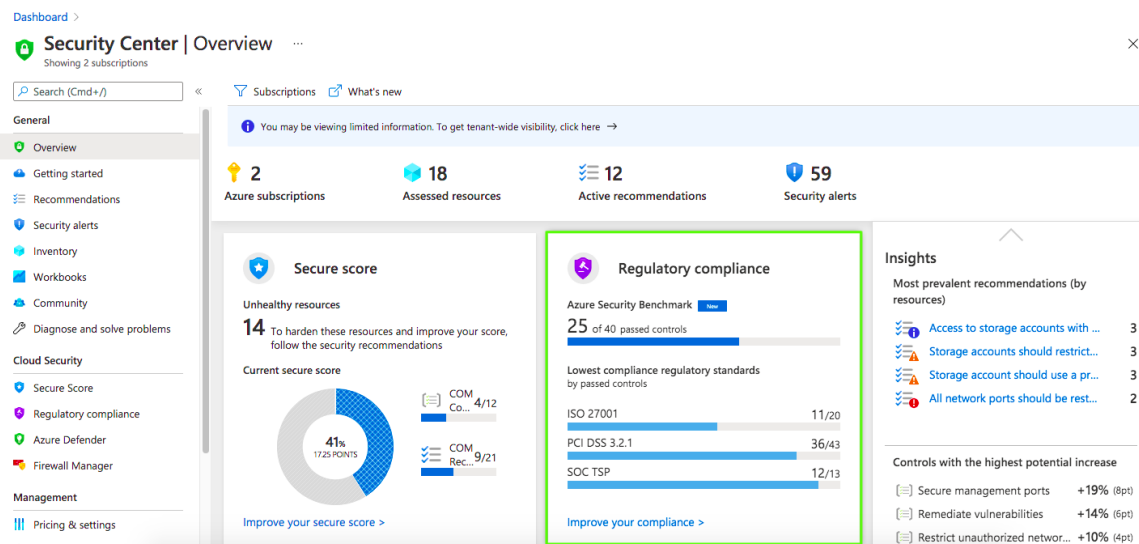 Dashboard
Security Center | Overview ...
Showing 2 subscriptions
Search (Cmd+/)
General
Overview
Getting started
Recommendations
Security alerts
Inventory
Workbooks
Community
Diagnose and solve problems
Cloud Security
Secure Score
Regulatory compliance
Azure Defender
Firewall Manager
Management
Pricing & settings
Subscriptions What's new
You may be viewing limited information. To get tenant-wide visibility, click here →
2
Azure subscriptions
18
Assessed resources
12
Active recommendations
59
Security alerts
Secure score
Unhealthy resources
14 To harden these resources and improve your score,
follow the security recommendations
Current secure score
41%
17.25 POINTS
COM
Co... 4/12
COM
Rec... 9/21
Improve your secure score >
Regulatory compliance
Azure Security Benchmark New
25 of 40 passed controls
Lowest compliance regulatory standards
by passed controls
ISO 27001 11/20
PCI DSS 3.2.1 36/43
SOC TSP 12/13
Improve your compliance >
Insights
Most prevalent recommendations (by
resources)
Access to storage accounts with ... 3
Storage accounts should restrict... 3
Storage account should use a pr... 3
All network ports should be rest... 2
Controls with the highest potential increase
Secure management ports +19% (8pt)
Remediate vulnerabilities +14% (6pt)
Restrict unauthorized networ... +10% (4pt)